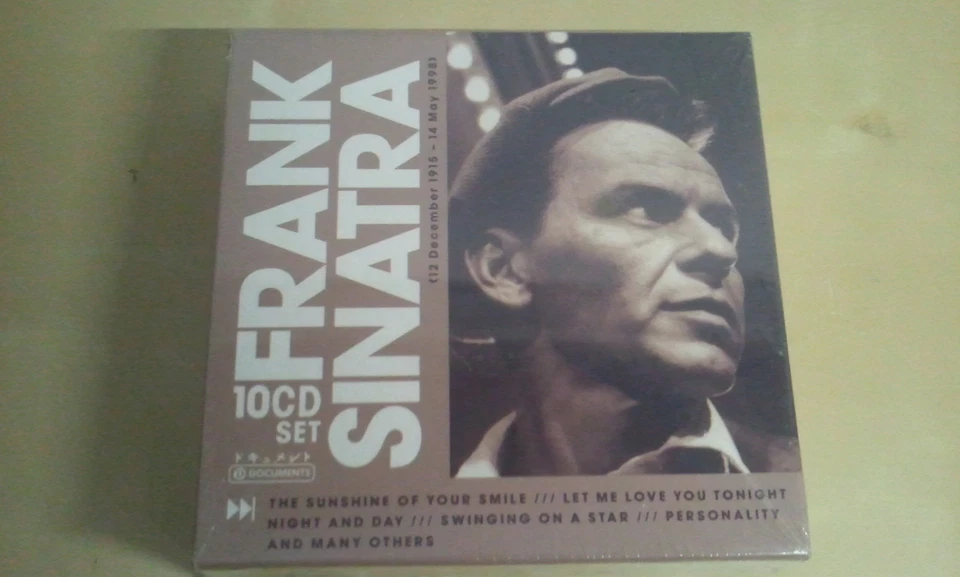 FRANK
SINATRA
(12 December 1915 - 14 May 1998)
10CD
SET
ドキュメント
DOCUMENTS
THE SUNSHINE OF YOUR SMILE /// LET ME LOVE YOU TONIGHT
NIGHT AND DAY /// SWINGING ON A STAR /// PERSONALITY
AND MANY OTHERS